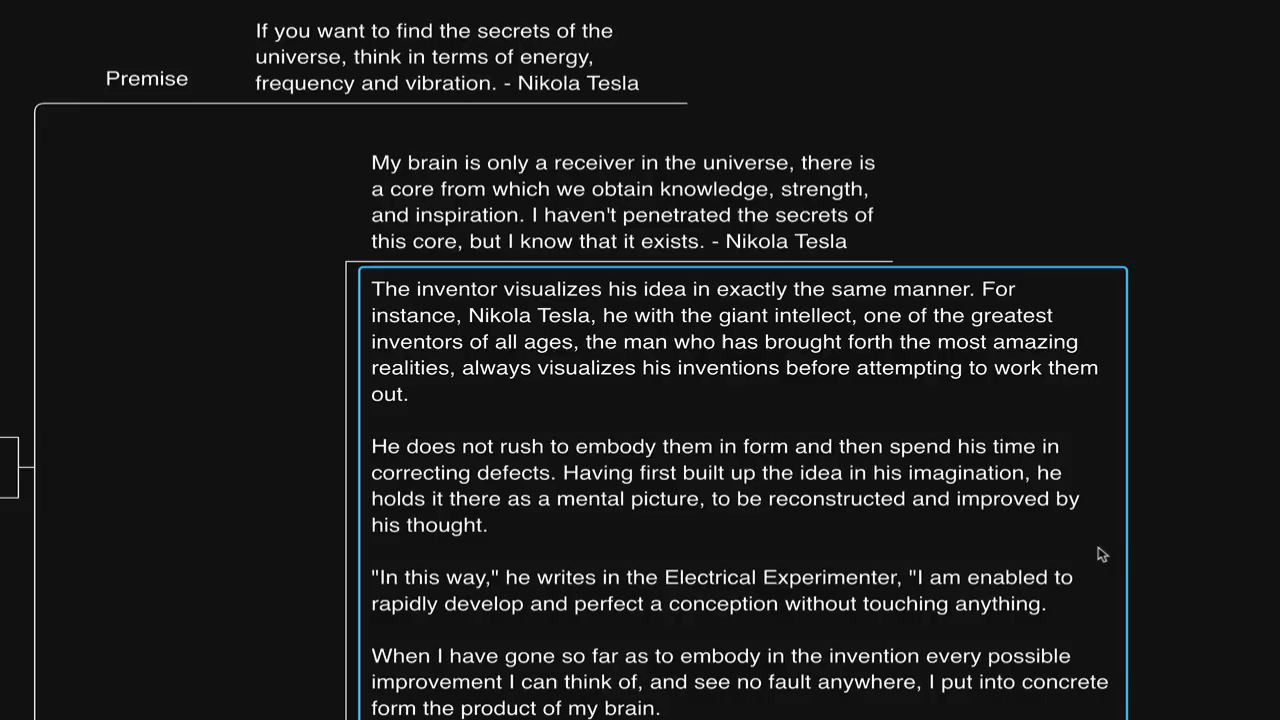 If you want to find the secrets of the
universe, think in terms of energy,
Premise
frequency and vibration. - Nikola Tesla
My brain is only a receiver in the universe, there is
a core from which we obtain knowledge, strength,
and inspiration. I haven't penetrated the secrets of
this core, but I know that it exists. - Nikola Tesla
The inventor visualizes his idea in exactly the same manner. For
instance, Nikola Tesla, he with the giant intellect, one of the greatest
inventors of all ages, the man who has brought forth the most amazing
realities, always visualizes his inventions before attempting to work them
out.
He does not rush to embody them in form and then spend his time in
correcting defects. Having first built up the idea in his imagination, he
holds it there as a mental picture, to be reconstructed and improved by
his thought.
"In this way," he writes in the Electrical Experimenter, "I am enabled to
rapidly develop and perfect a conception without touching anything.
When I have gone so far as to embody in the invention every possible
improvement I can think of, and see no fault anywhere, I put into concrete
form the product of my brain.